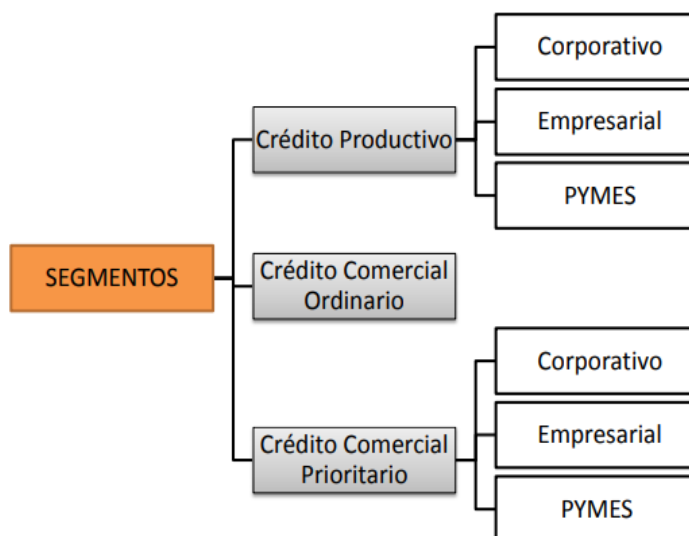 SEGMENTOS
Crédito Productivo
Corporativo
Empresarial
PYMES
Crédito Comercial
Ordinario
Crédito Comercial
Prioritario
Corporativo
Empresarial
PYMES